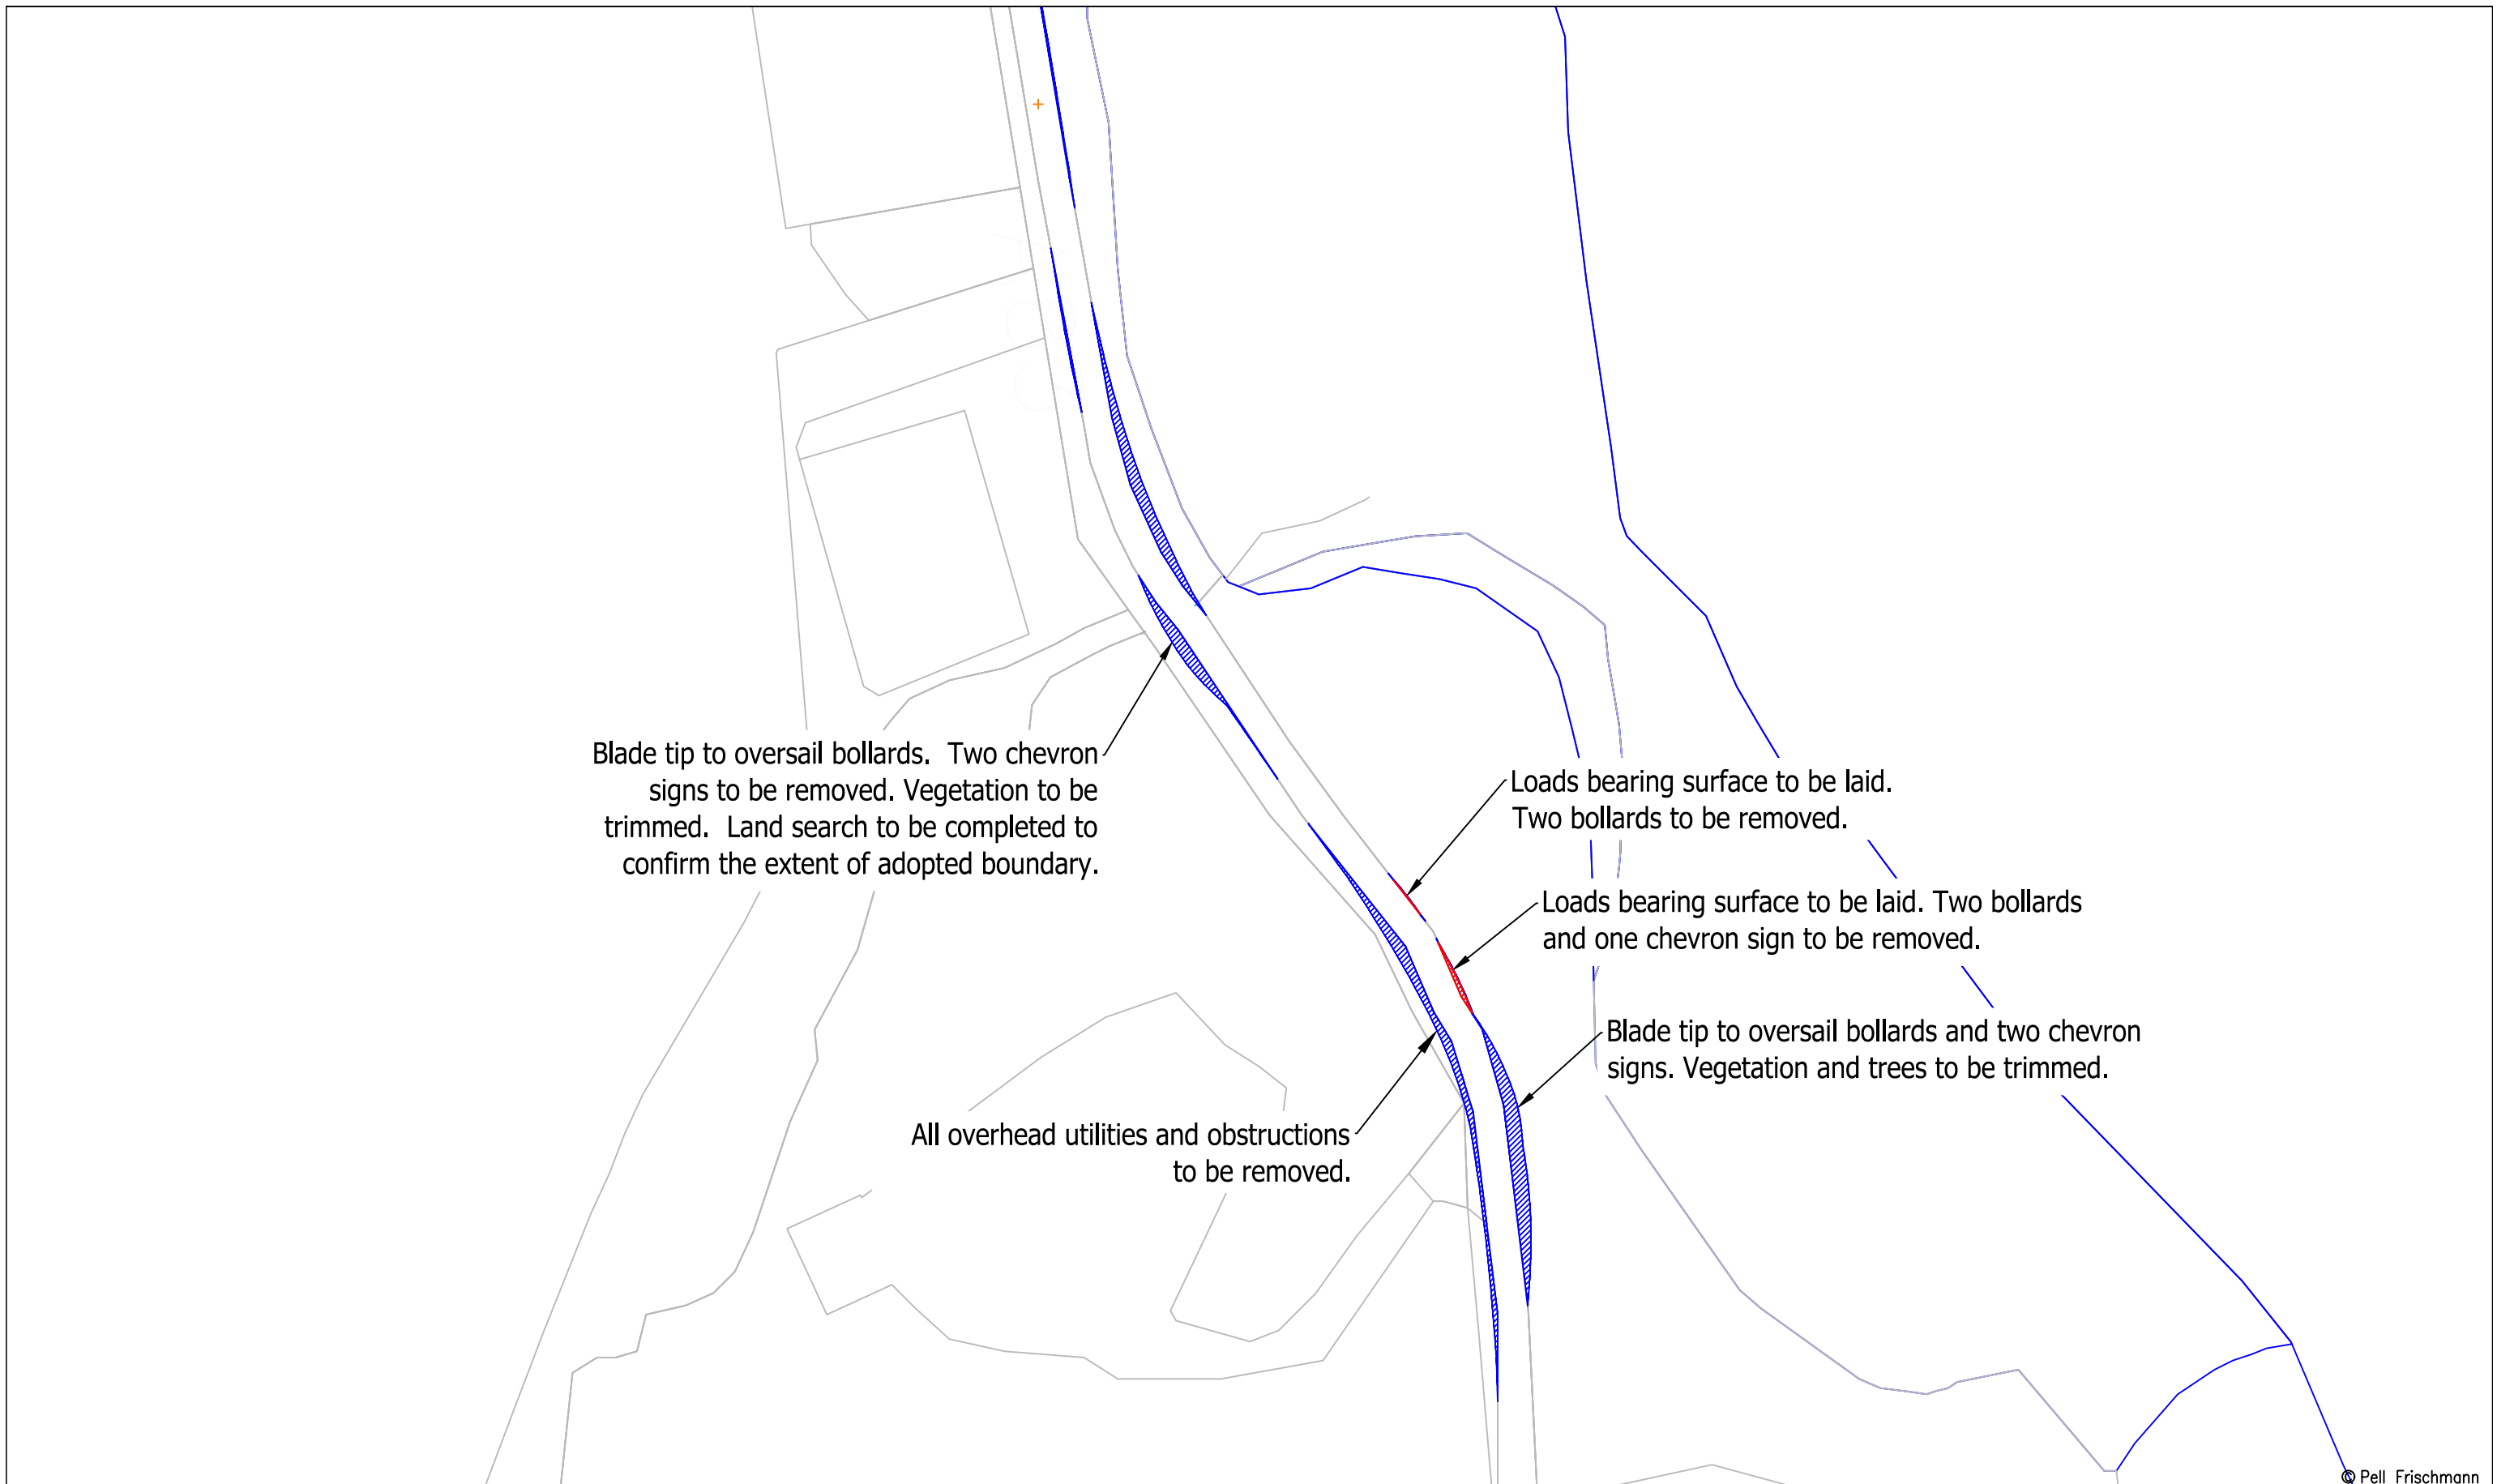 Blade tip to oversail bollards.  Two chevron
signs to be removed. Vegetation to be
trimmed.  Land search to be completed to
confirm the extent of adopted boundary.
Loads bearing surface to be laid.
Two bollards to be removed.
Loads bearing surface to be laid. Two bollards
and one chevron sign to be removed.
Blade tip to oversail bollards and two chevron
signs. Vegetation and trees to be trimmed.
All overhead utilities and obstructions
to be removed.
© Pell Frischmann